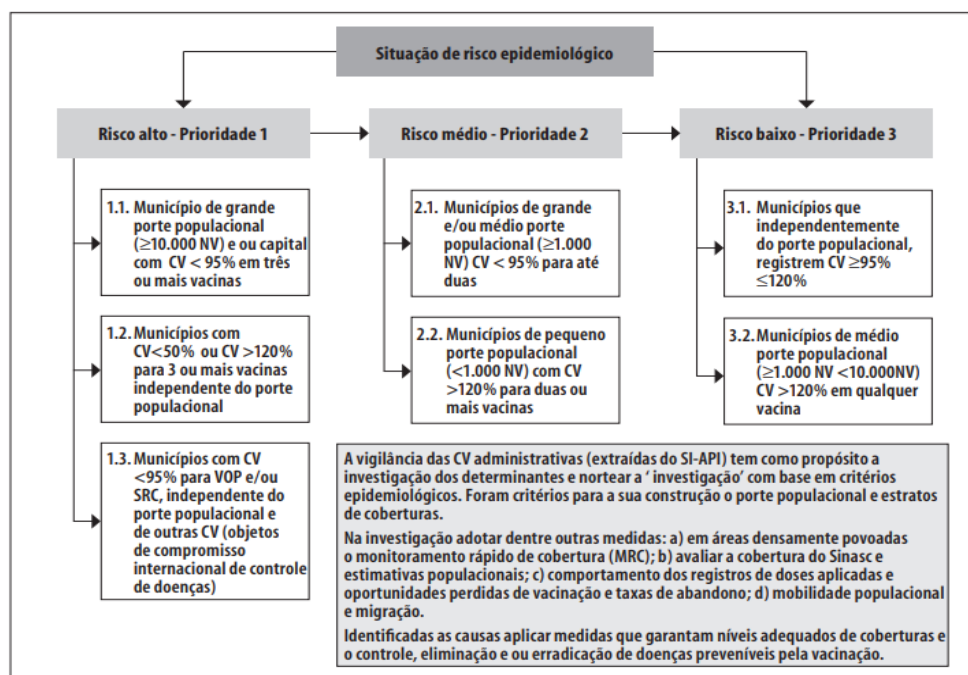 Situação de risco epidemiológico
Risco alto - Prioridade 1
Risco médio - Prioridade 2
Risco baixo - Prioridade 3
1.1. Município de grande
porte populacional
(≥10.000 NV) e ou capital
com CV < 95% em três
ou mais vacinas
1.2. Municípios com
CV<50% ou CV >120%
para 3 ou mais vacinas
independente do porte
populacional
1.3. Municípios com CV
<95% para VOP e/ou
SRC, independente do
porte populacional e
de outras CV (objetos
de compromisso
internacional de controle
de doenças)
2.1. Municípios de grande
e/ou médio porte
populacional (≥1.000
NV) CV < 95% para até
duas
2.2. Municípios de pequeno
porte populacional
(<1.000 NV) com CV
>120% para duas ou
mais vacinas
3.1. Municípios que
independentemente
do porte populacional,
registrem CV ≥95%
≤120%
3.2. Municípios de médio
porte populacional
(≥1.000 NV <10.000NV)
CV >120% em qualquer
vacina
A vigilância das CV administrativas (extraídas do SI-API) tem como propósito a
investigação dos determinantes e nortear a ‘ investigação’ com base em critérios
epidemiológicos. Foram critérios para a sua construção o porte populacional e estratos
de coberturas.
Na investigação adotar dentre outras medidas: a) em áreas densamente povoadas
o monitoramento rápido de cobertura (MRC); b) avaliar a cobertura do Sinasc e
estimativas populacionais; c) comportamento dos registros de doses aplicadas e
oportunidades perdidas de vacinação e taxas de abandono; d) mobilidade populacional
e migração.
Identificadas as causas aplicar medidas que garantam níveis adequados de coberturas e
o controle, eliminação e ou erradicação de doenças preveníveis pela vacinação.